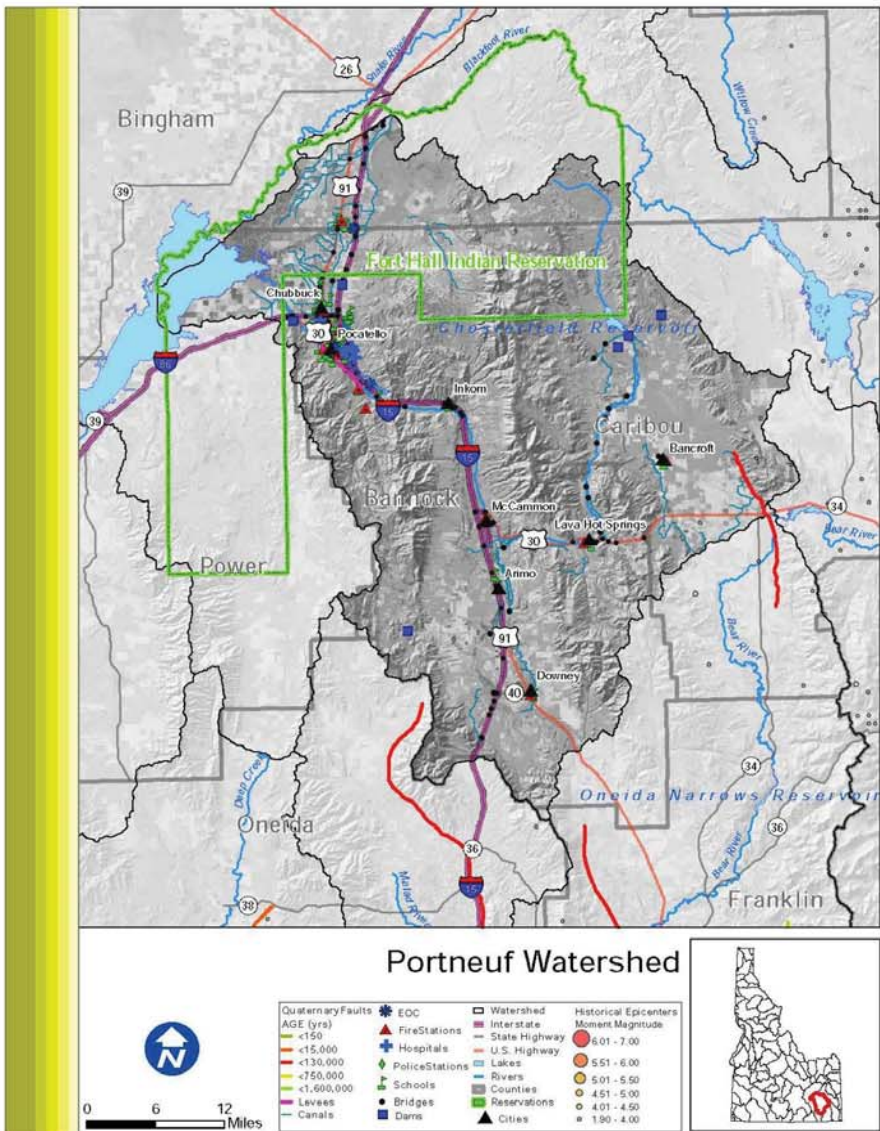 26
Snake River
Blackfoot River
Willow Creek
Bingham
39
91
Fort Hall Indian Reservation
Chubbuck
30
Pocatello
Chesterfield Reservoir
86
39
15
Inkom
Caribou
15
Bancroft
Bannock
McCammon
34
30
Lava Hot Springs
Bear River
Power
Arimo
91
Bear River
40
Downey
Deep Creek
34
Oneida Narrows Reservoir
Oneida
36
36
Malad River
15
Bear River
38
Franklin
Portneuf Watershed
N
0 6 12
Miles
Quaternary Faults
AGE (yrs)
<150
<15,000
<130,000
<750,000
<1,600,000
Levees
Canals
EOC
FireStations
Hospitals
PoliceStations
Schools
Bridges
Dams
Watershed
Interstate
State Highway
U.S. Highway
Lakes
Rivers
Counties
Reservations
Cities
Historical Epicenters
Moment Magnitude
6.01 - 7.00
5.51 - 6.00
5.01 - 5.50
4.51 - 5.00
4.01 - 4.50
1.90 - 4.00